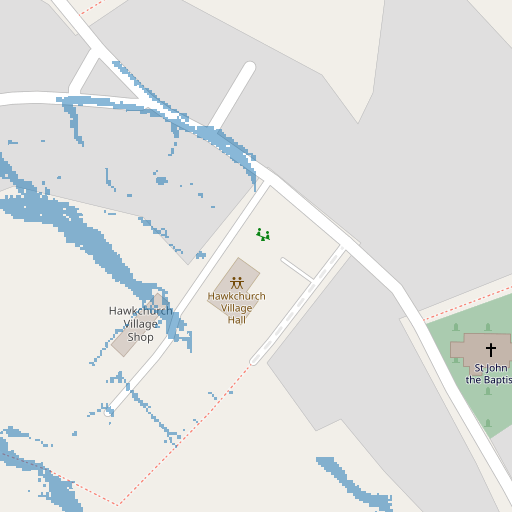 Hawkchurch
Village
Hall
Hawkchurch
Village
Shop
St John
the Baptis